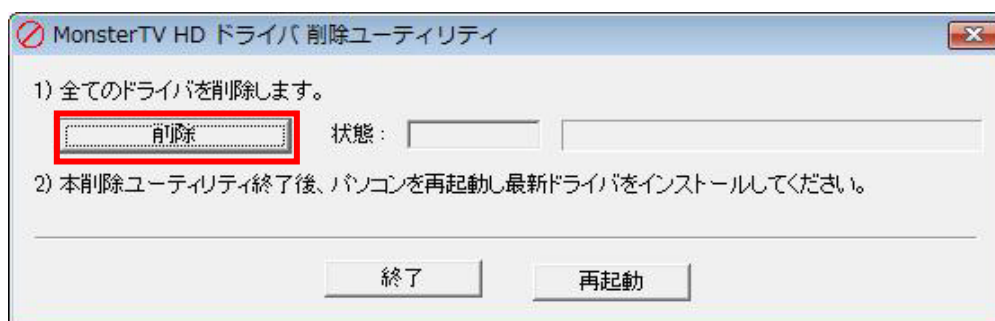 MonsterTV HD ドライバ 削除ユーティリティ
1) 全てのドライバを削除します。
削除 状態：
2) 本削除ユーティリティ終了後、パソコンを再起動し最新ドライバをインストールしてください。
終了 再起動